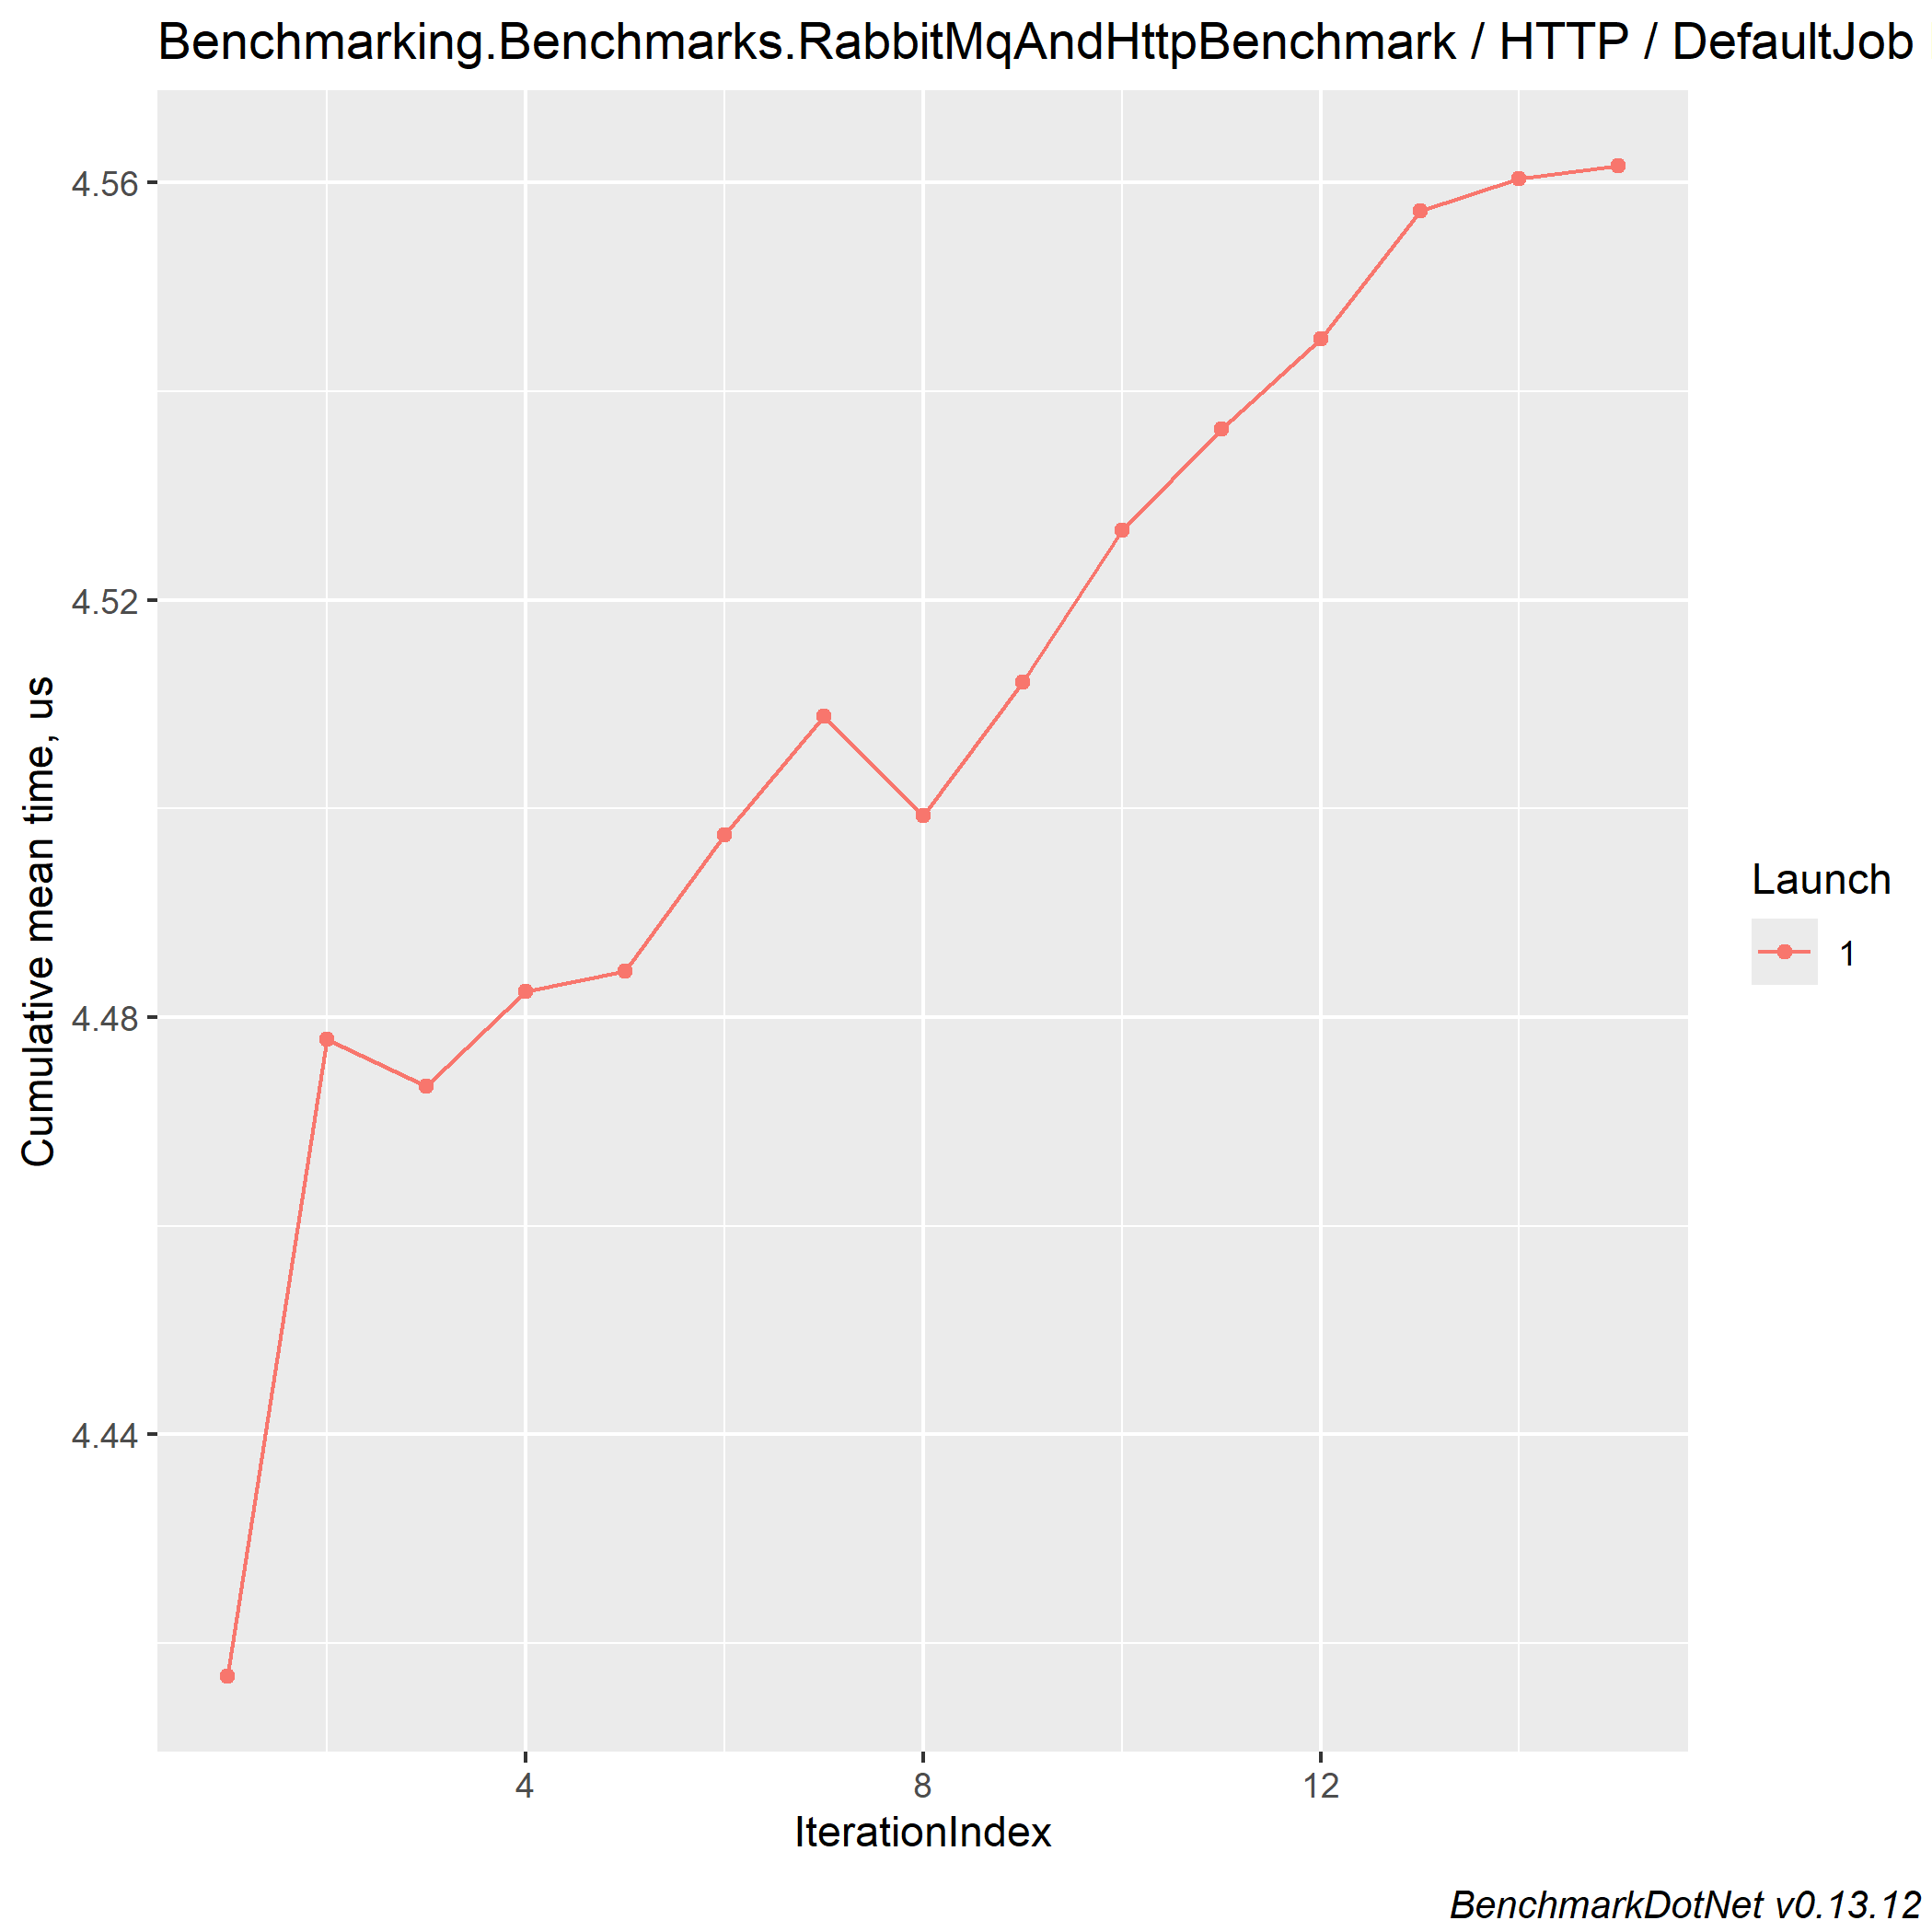 Benchmarking.Benchmarks.RabbitMqAndHttpBenchmark / HTTP / DefaultJob
4.56
4.52
4.48
4.44
Cumulative mean time, us
4 8 12
IterationIndex
Launch
1
BenchmarkDotNet v0.13.12